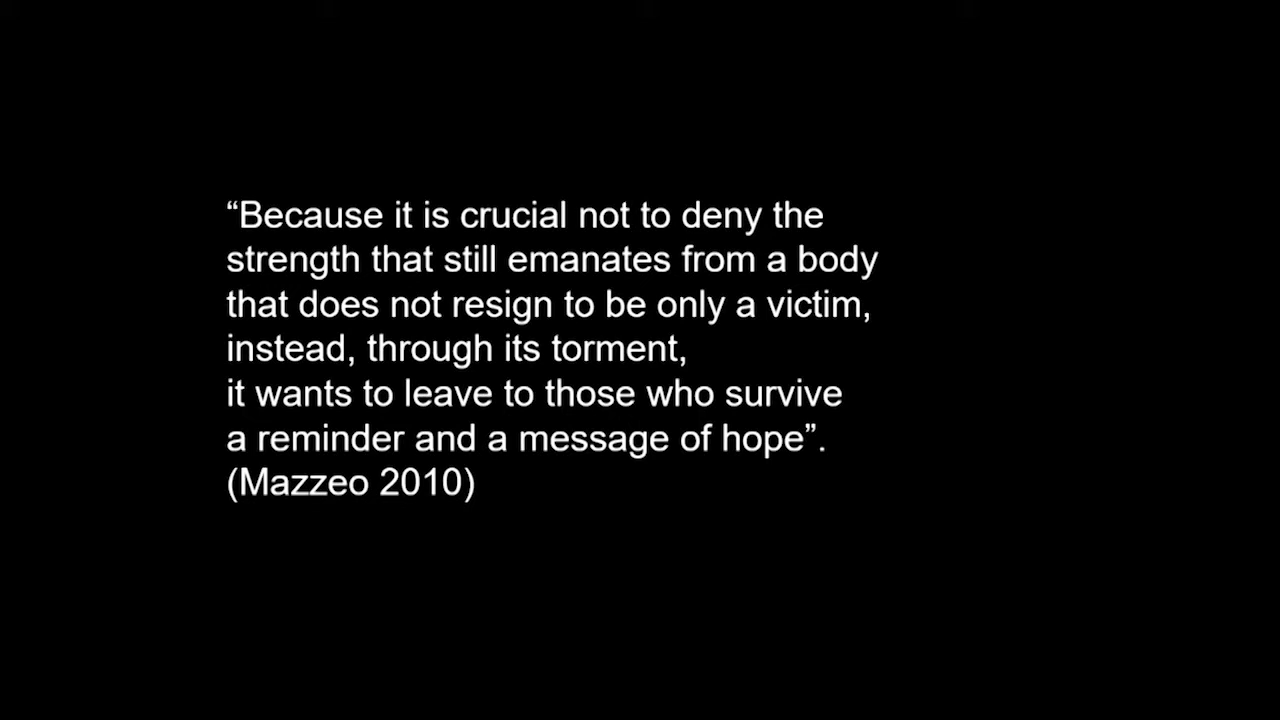 “Because it is crucial not to deny the
strength that still emanates from a body
that does not resign to be only a victim,
instead, through its torment,
it wants to leave to those who survive
a reminder and a message of hope”.
(Mazzeo 2010)